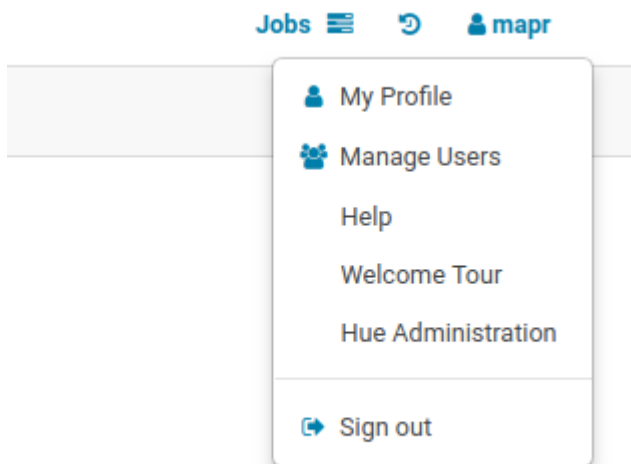 Jobs mapr
My Profile
Manage Users
Help
Welcome Tour
Hue Administration
Sign out